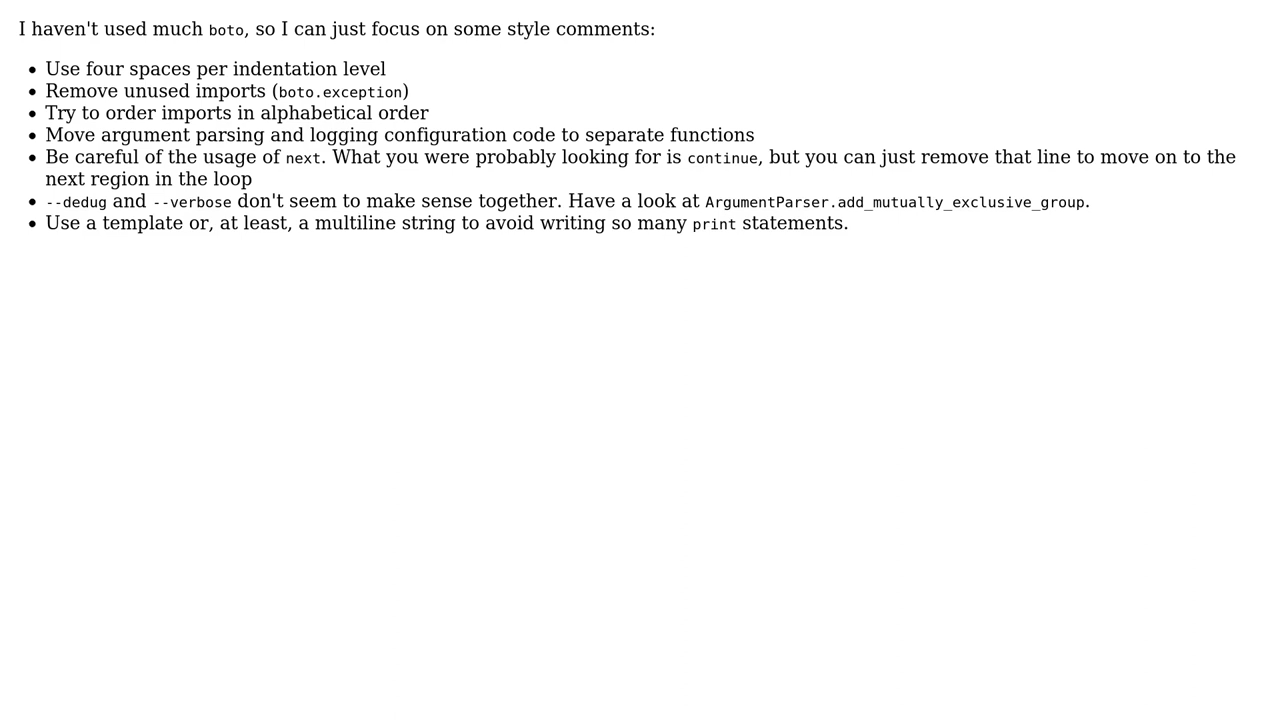 I haven't used much boto, so I can just focus on some style comments:
• Use four spaces per indentation level
• Remove unused imports (boto.exception)
• Try to order imports in alphabetical order
• Move argument parsing and logging configuration code to separate functions
• Be careful of the usage of next. What you were probably looking for is continue, but you can just remove that line to move on to the
next region in the loop
• --dedug and --verbose don't seem to make sense together. Have a look at ArgumentParser.add_mutually_exclusive_group.
• Use a template or, at least, a multiline string to avoid writing so many print statements.